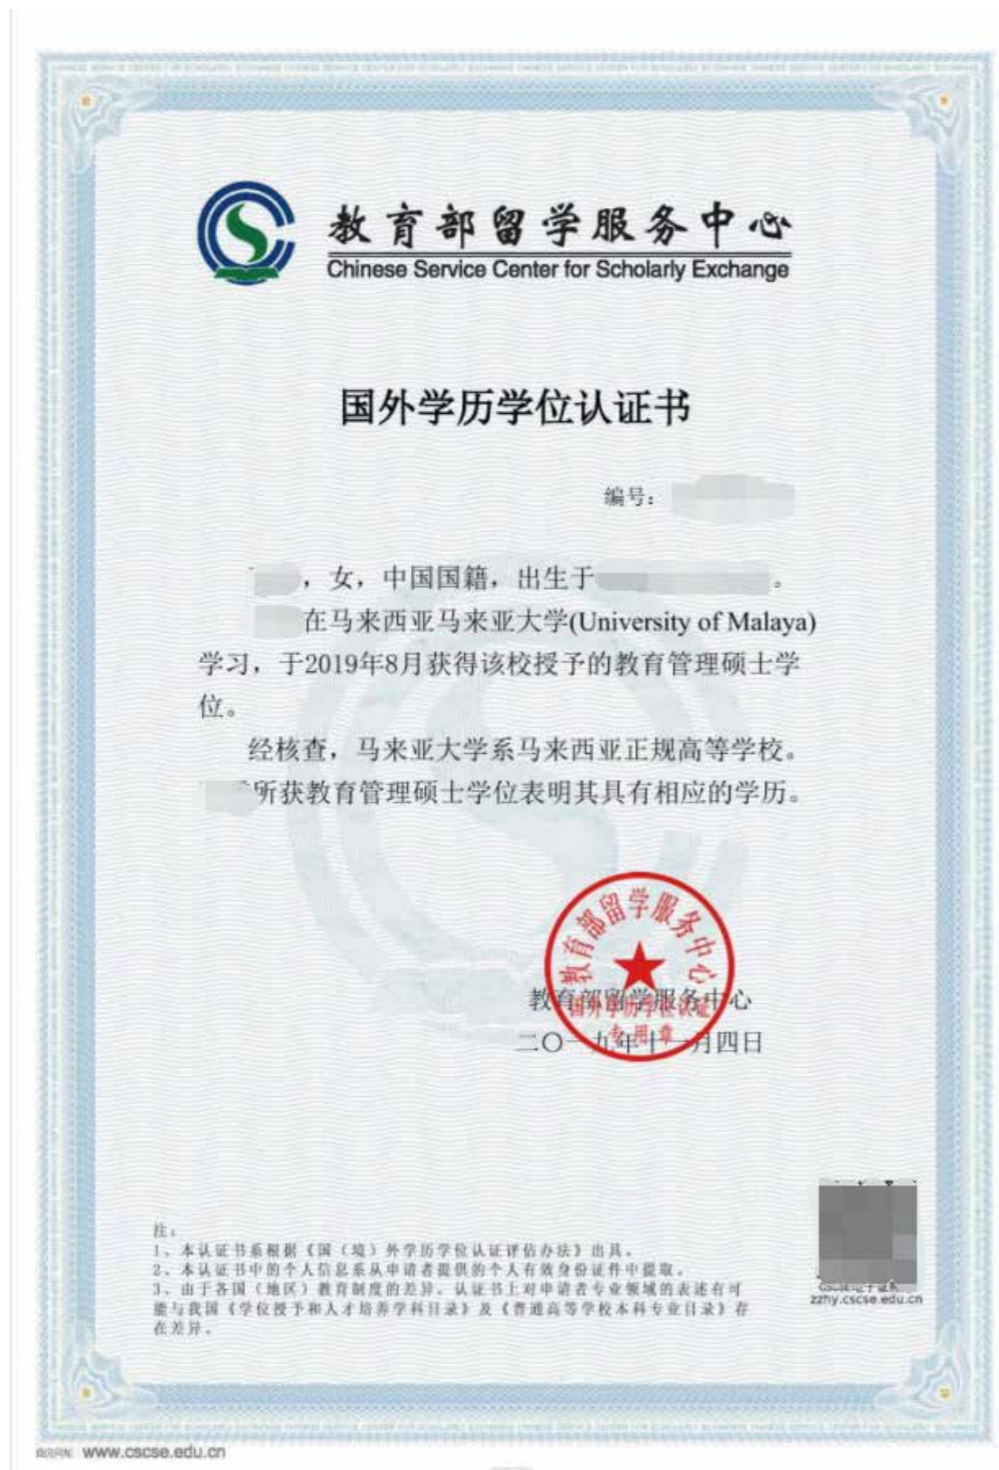 教育部留学服务中心
Chinese Service Center for Scholarly Exchange
国外学历学位认证书
编号：
，女，中国国籍，出生于。
在马来西亚马来亚大学(University of Malaya)
学习，于2019年8月获得该校授予的教育管理硕士学
位。
经核查，马来亚大学系马来西亚正规高等学校。
所获教育管理硕士学位表明其具有相应的学历。
教育部留学服务中心
国外学历学位认证
专用章
教育部留学服务中心
二〇一九年十一月四日
注：
1、本认证书系根据《国（境）外学历学位认证评估办法》出具。
2、本认证书中的个人信息系从申请者提供的个人有效身份证件中提取。
3、由于各国（地区）教育制度的差异，认证书上对申请者专业领域的表述有可
能与我国《学位授予和人才培养学科目录》及《普通高等学校本科专业目录》存
在差异。
zzhy.cscse.edu.cn
www.cscse.edu.cn